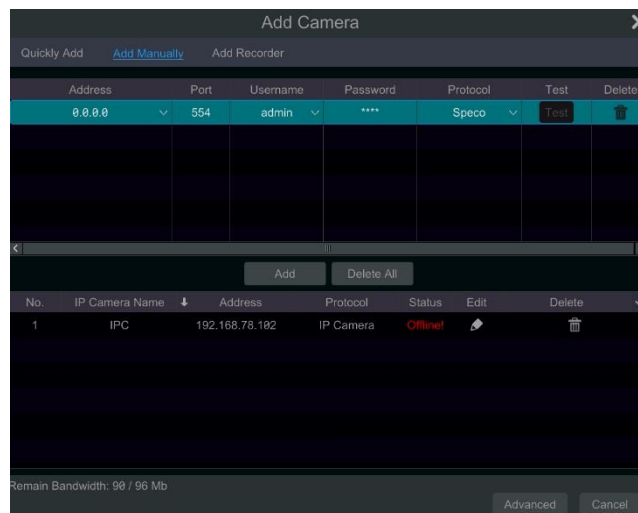 Add Camera
Quickly Add Add Manually Add Recorder
Address Port Username Password Protocol Test Delete
0.0.0.0 554 admin **** Speco Test
Add Delete All
No. IP Camera Name Address Protocol Status Edit Delete
1 IPC 192.168.78.102 IP Camera Offline!
Remain Bandwidth: 90 / 96 Mb
Advanced Cancel